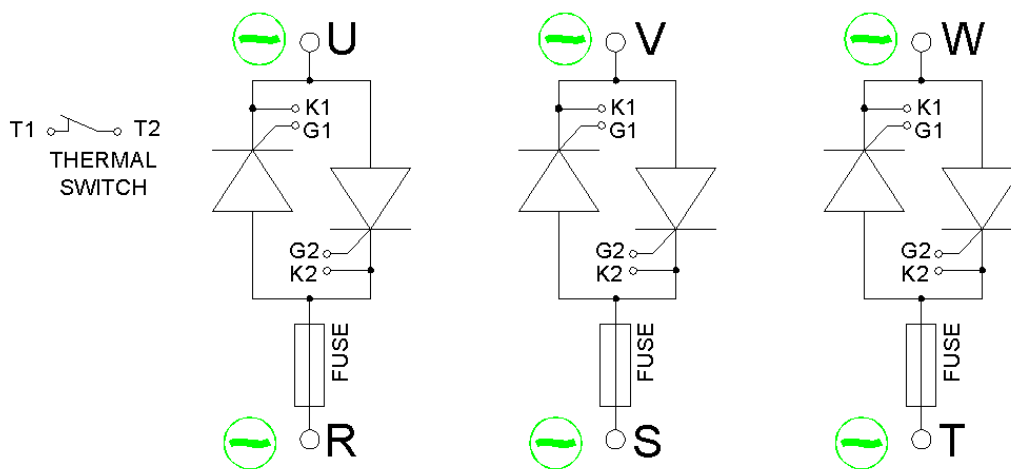 U
V
W
K1
G1
K1
G1
K1
G1
T1
T2
THERMAL
SWITCH
G2
K2
G2
K2
G2
K2
FUSE
FUSE
FUSE
R
S
T